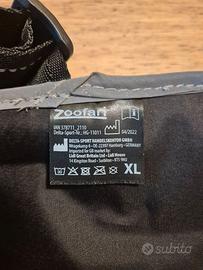 zoofari
IAN 378711_2110
Delta-Sport-Nr.: HG-11011
04/2022
DELTA-SPORT HANDELSKONTOR GMBH
Wragekamp 6 • DE-22397 Hamburg • GERMANY
Imported for GB market by:
Lidl Great Britain Ltd • Lidl House
14 Kingston Road • Surbiton • KT5 9NU
XL
subito